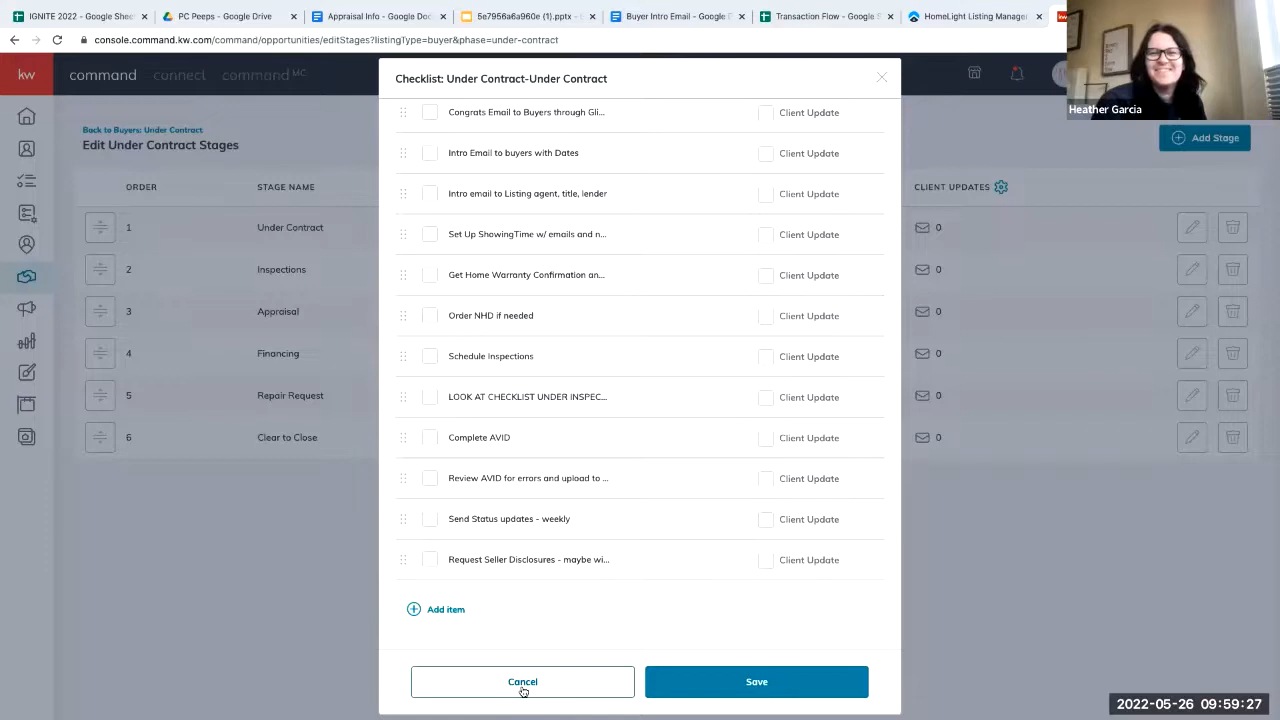 IGNITE 2022 - Google Shee
PC Peeps - Google Drive
Appraisal Info - Google Doc
5e7956a6a960e (1).pptx -
Buyer Intro Email - Google
Transaction Flow - Google S
HomeLight Listing Manager
console.command.kw.com/command/opportunities/editStages?listingType=buyer&phase=under-contract
kw command connect command MC
Heather Garcia
Checklist: Under Contract-Under Contract
Back to Buyers: Under Contract
Edit Under Contract Stages
Add Stage
ORDER STAGE NAME CLIENT UPDATES
1 Under Contract 0
2 Inspections 0
3 Appraisal 0
4 Financing 0
5 Repair Request 0
6 Clear to Close 0
Congrats Email to Buyers through Gli... Client Update
Intro Email to buyers with Dates Client Update
Intro email to Listing agent, title, lender Client Update
Set Up ShowingTime w/ emails and n... Client Update
Get Home Warranty Confirmation an... Client Update
Order NHD if needed Client Update
Schedule Inspections Client Update
LOOK AT CHECKLIST UNDER INSPEC... Client Update
Complete AVID Client Update
Review AVID for errors and upload to ... Client Update
Send Status updates - weekly Client Update
Request Seller Disclosures - maybe wi... Client Update
Add item
Cancel Save
2022-05-26 09:59:27